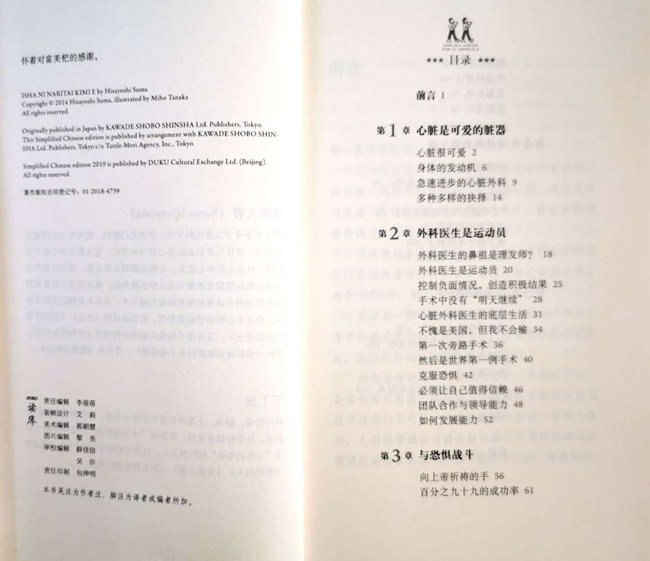 怀着对富美杷的感谢。
ISHA NI NARITAI KIMI E by Hisayoshi Suma
Copyright © 2014 Hisayoshi Suma, illustrated by Miho Tanaka
All rights reserved.
Originally published in Japan by KAWADE SHOBO SHINSHA Ltd. Publishers, Tokyo.
This Simplified Chinese edition is published by arrangement with KAWADE SHOBO SHIN-
SHA Ltd. Publishers, Tokyo c/o Tuttle-Mori Agency, Inc., Tokyo.
Simplified Chinese edition 2019 is published by DUKU Cultural Exchange Ltd. (Beijing).
All rights reserved.
著作版权合同登记号:01-2018-4739
DUKU
读库
责任编辑 李蓓蓓
装帧设计 艾莉
美术编辑 郭朝慧
图片编辑 黎亮
审校编辑 薛佳信
责任印制 包伸明
本书尾注为作者注,脚注为译者或编者所加。
*** 目录 ***
前言 1
第1章 心脏是可爱的脏器
心脏很可爱 2
身体的发动机 6
急速进步的心脏外科 9
多种多样的抉择 14
第2章 外科医生是运动员
外科医生的鼻祖是理发师? 18
外科医生是运动员 20
控制负面情况,创造积极结果 25
手术中没有“明天继续” 28
心脏外科医生的底层生活 31
不愧是美国,但我不会输 34
第一次旁路手术 36
然后是世界第一例手术 40
克服恐惧 42
必须让自己值得信赖 46
团队合作与领导能力 48
如何发展能力 52
第3章 与恐惧战斗
向上帝祈祷的手 56
百分之九十九的成功率 61